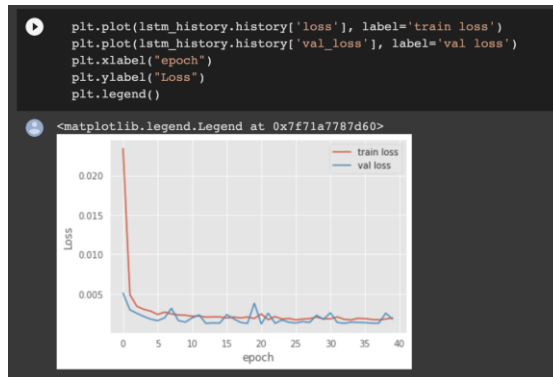 plt.plot(lstm_history.history['loss'], label='train loss')
plt.plot(lstm_history.history['val_loss'], label='val loss')
plt.xlabel("epoch")
plt.ylabel("Loss")
plt.legend()
<matplotlib.legend.Legend at 0x7f71a7787d60>
train loss
val loss
0.020
0.015
0.010
0.005
Loss
0 5 10 15 20 25 30 35 40
epoch